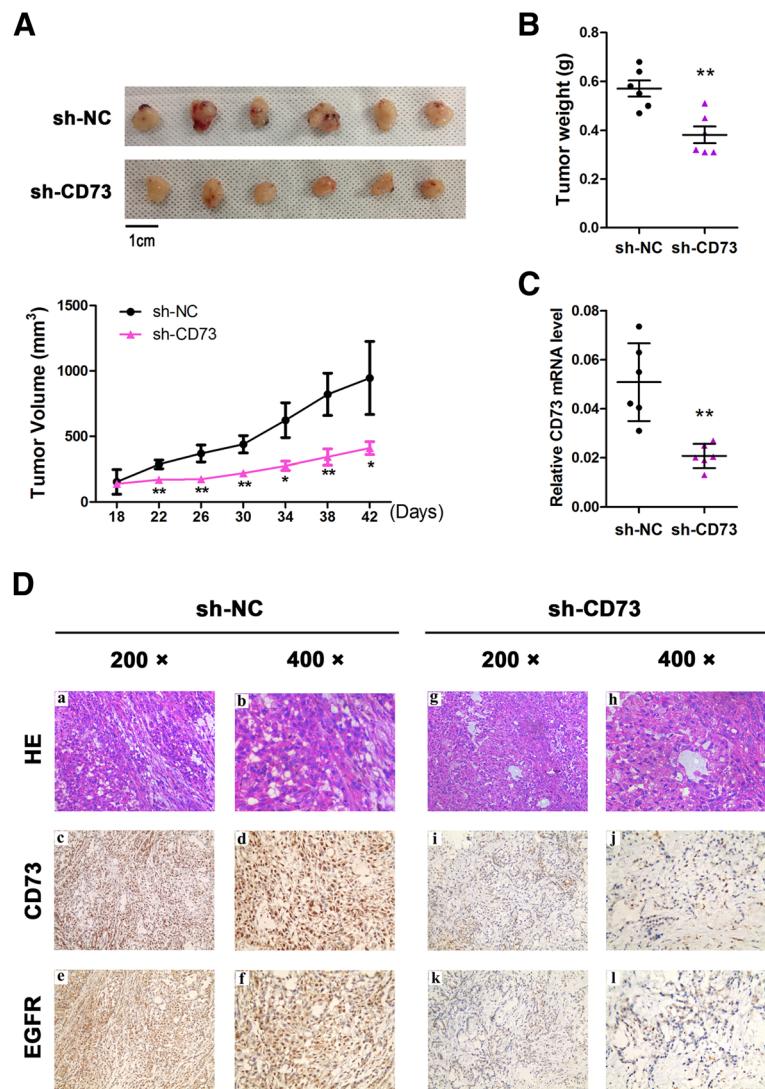 A
sh-NC
sh-CD73
1cm
Tumor Volume (mm³)
1500
1000
500
0
sh-NC
sh-CD73
** ** ** * ** *
18 22 26 30 34 38 42 (Days)
B
Tumor weight (g)
0.8
0.6
0.4
0.2
0.0
**
sh-NC sh-CD73
C
Relative CD73 mRNA level
0.08
0.06
0.04
0.02
0.00
**
sh-NC sh-CD73
D
sh-NC sh-CD73
200 × 400 × 200 × 400 ×
HE
a b g h
CD73
c d i j
EGFR
e f k l